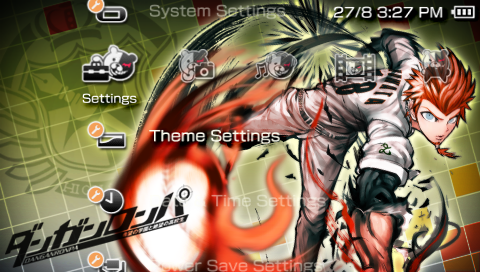 System Settings
27/8 3:27 PM
Settings
Theme Settings
Time Settings
ダンガンロンパ
DANGANRONPA
Power Save Settings